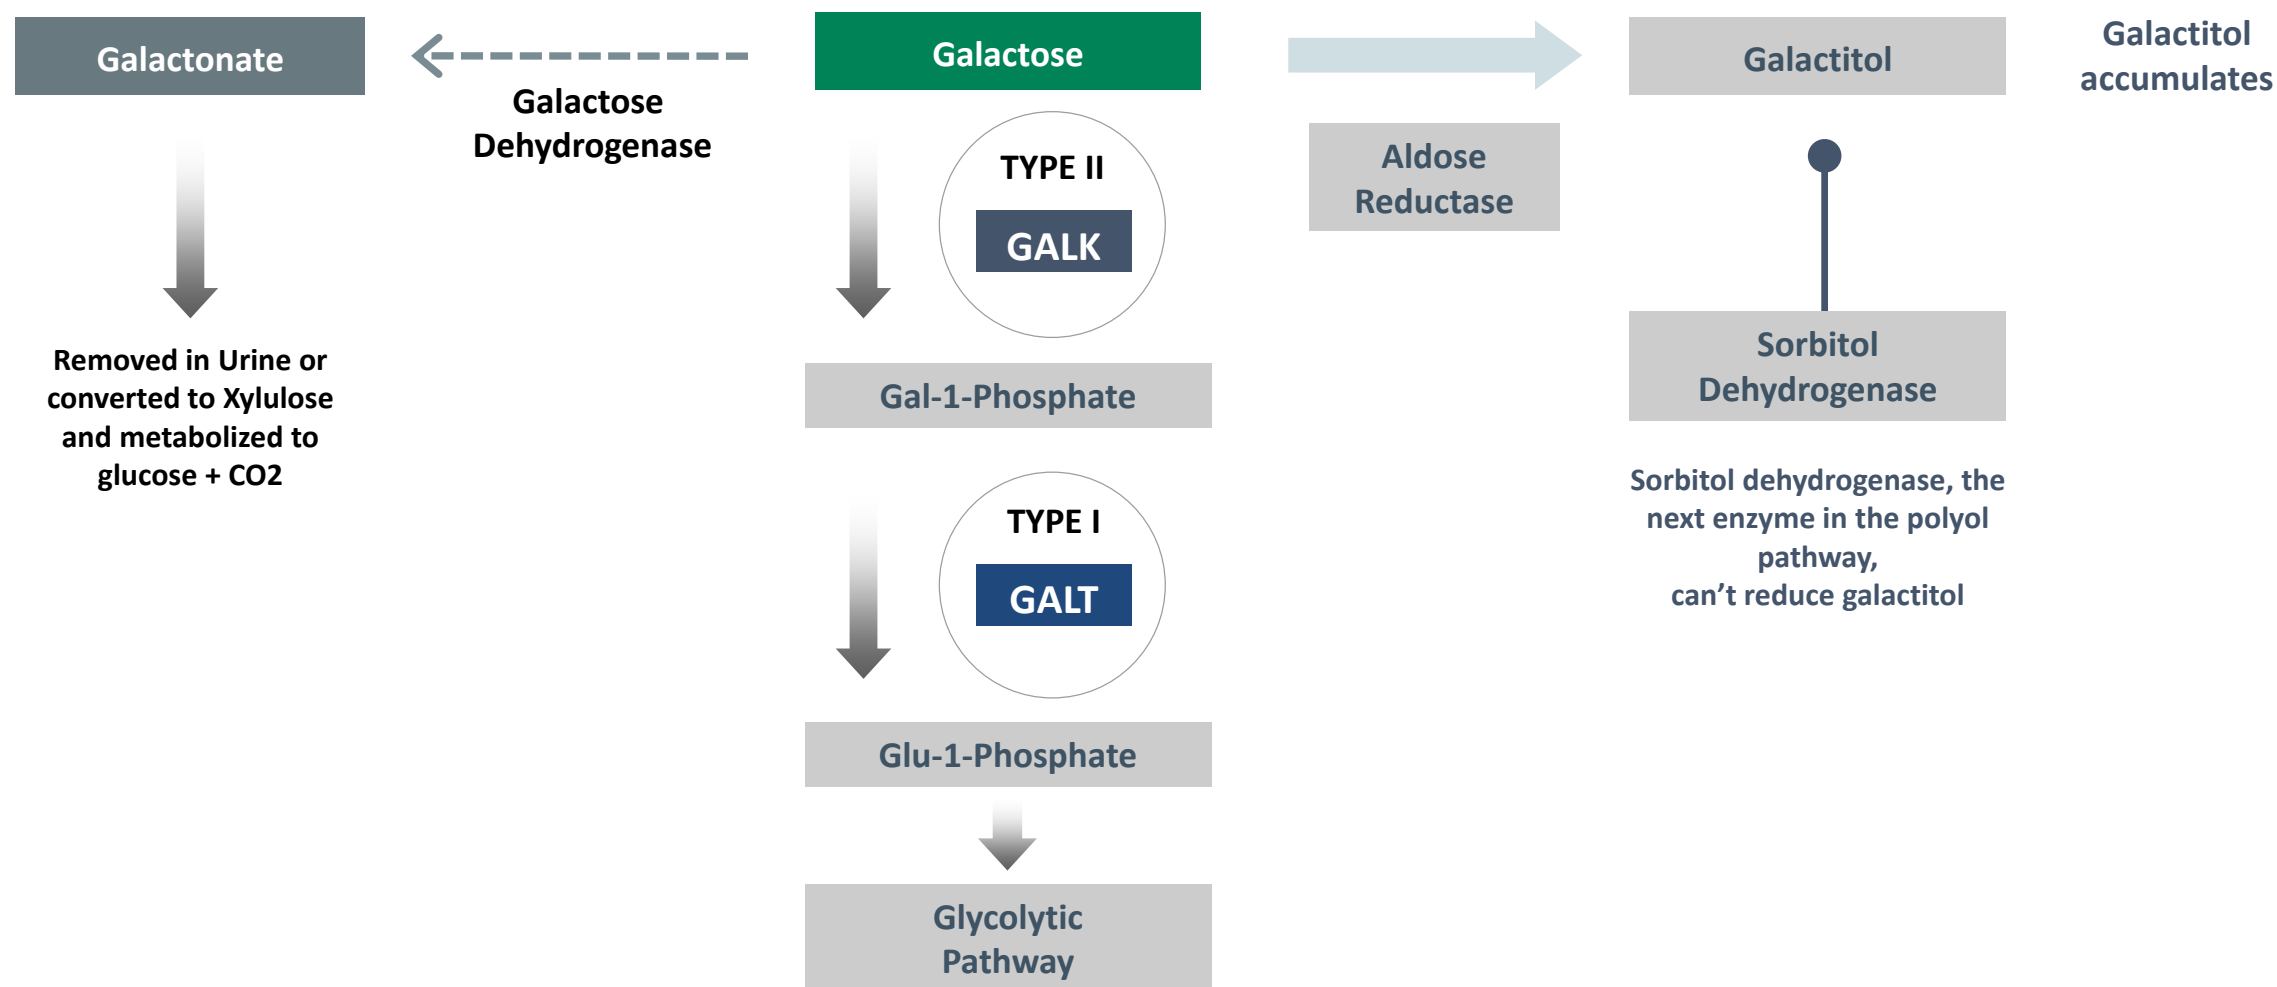 Galactonate
Galactose
Dehydrogenase
Removed in Urine or
converted to Xylulose
and metabolized to
glucose + CO2
Galactose
TYPE II
GALK
Gal-1-Phosphate
TYPE I
GALT
Glu-1-Phosphate
Glycolytic
Pathway
Aldose
Reductase
Galactitol
Galactitol
accumulates
Sorbitol
Dehydrogenase
Sorbitol dehydrogenase, the
next enzyme in the polyol
pathway,
can’t reduce galactitol